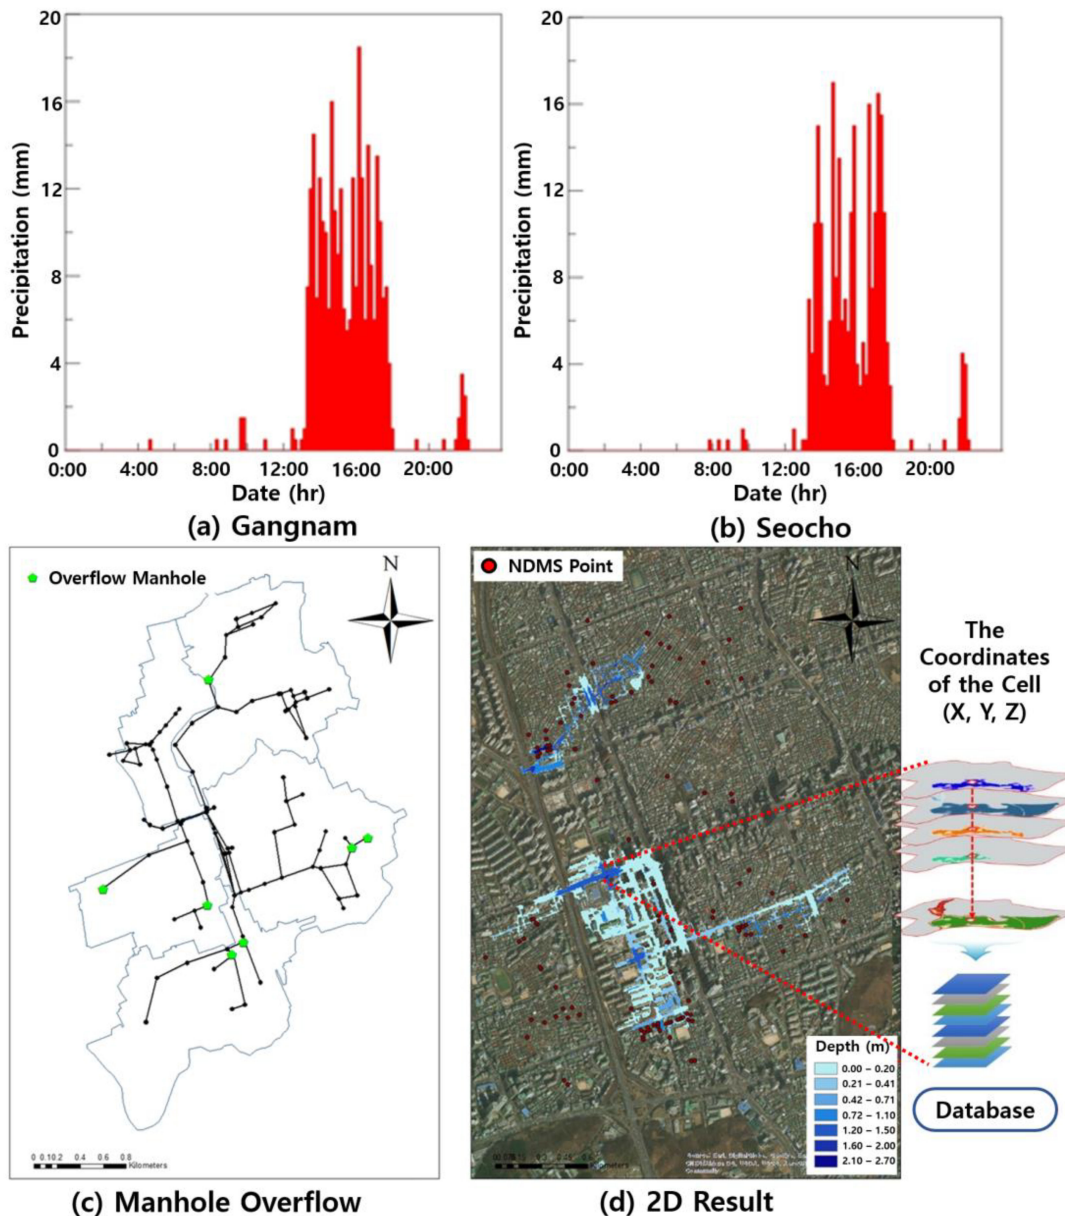 20
16
12
8
4
0
Precipitation (mm)
0:00 4:00 8:00 12:00 16:00 20:00
Date (hr)
(a) Gangnam
20
16
12
8
4
0
Precipitation (mm)
0:00 4:00 8:00 12:00 16:00 20:00
Date (hr)
(b) Seocho
Overflow Manhole
N
0 0.1 0.2 0.4 0.6 0.8
Kilometers
(c) Manhole Overflow
NDMS Point
N
Depth (m)
0.00 – 0.20
0.21 – 0.41
0.42 – 0.71
0.72 – 1.10
1.20 – 1.50
1.60 – 2.00
2.10 – 2.70
(d) 2D Result
The
Coordinates
of the Cell
(X, Y, Z)
Database